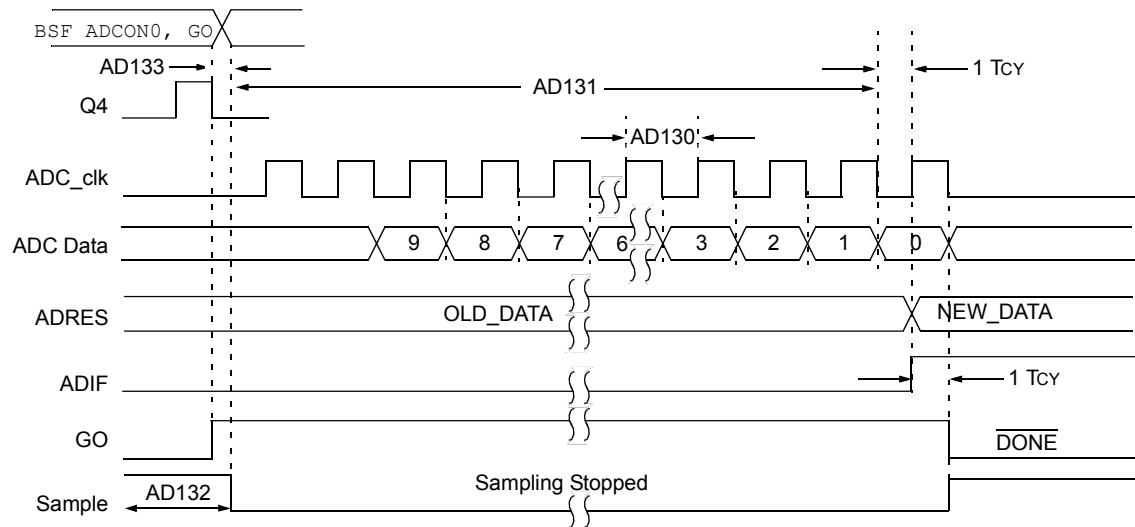 BSF ADCON0, GO
AD133
1 TCY
AD131
Q4
AD130
ADC_clk
ADC Data
9 8 7 6 3 2 1 0
ADRES
OLD_DATA
NEW_DATA
ADIF
1 TCY
GO
DONE
AD132
Sampling Stopped
Sample